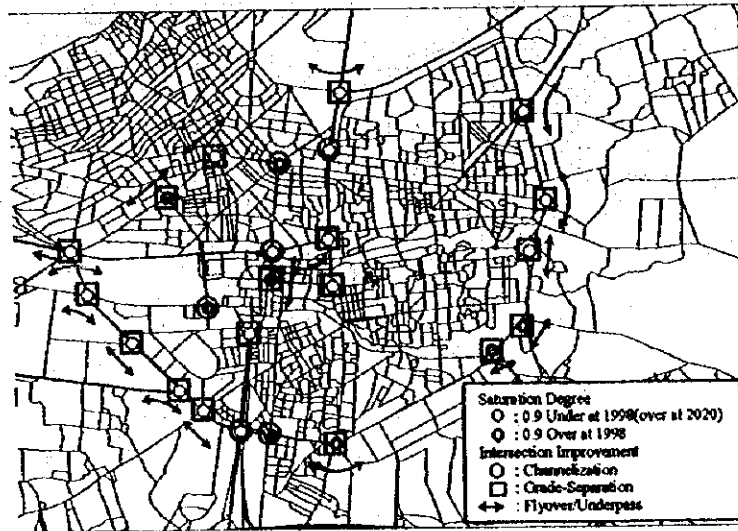 Saturation Degree
: 0.9 Under at 1998(over at 2020)
: 0.9 Over at 1998
Intersection Improvement
: Channelization
: Grade-Separation
: Flyover/Underpass